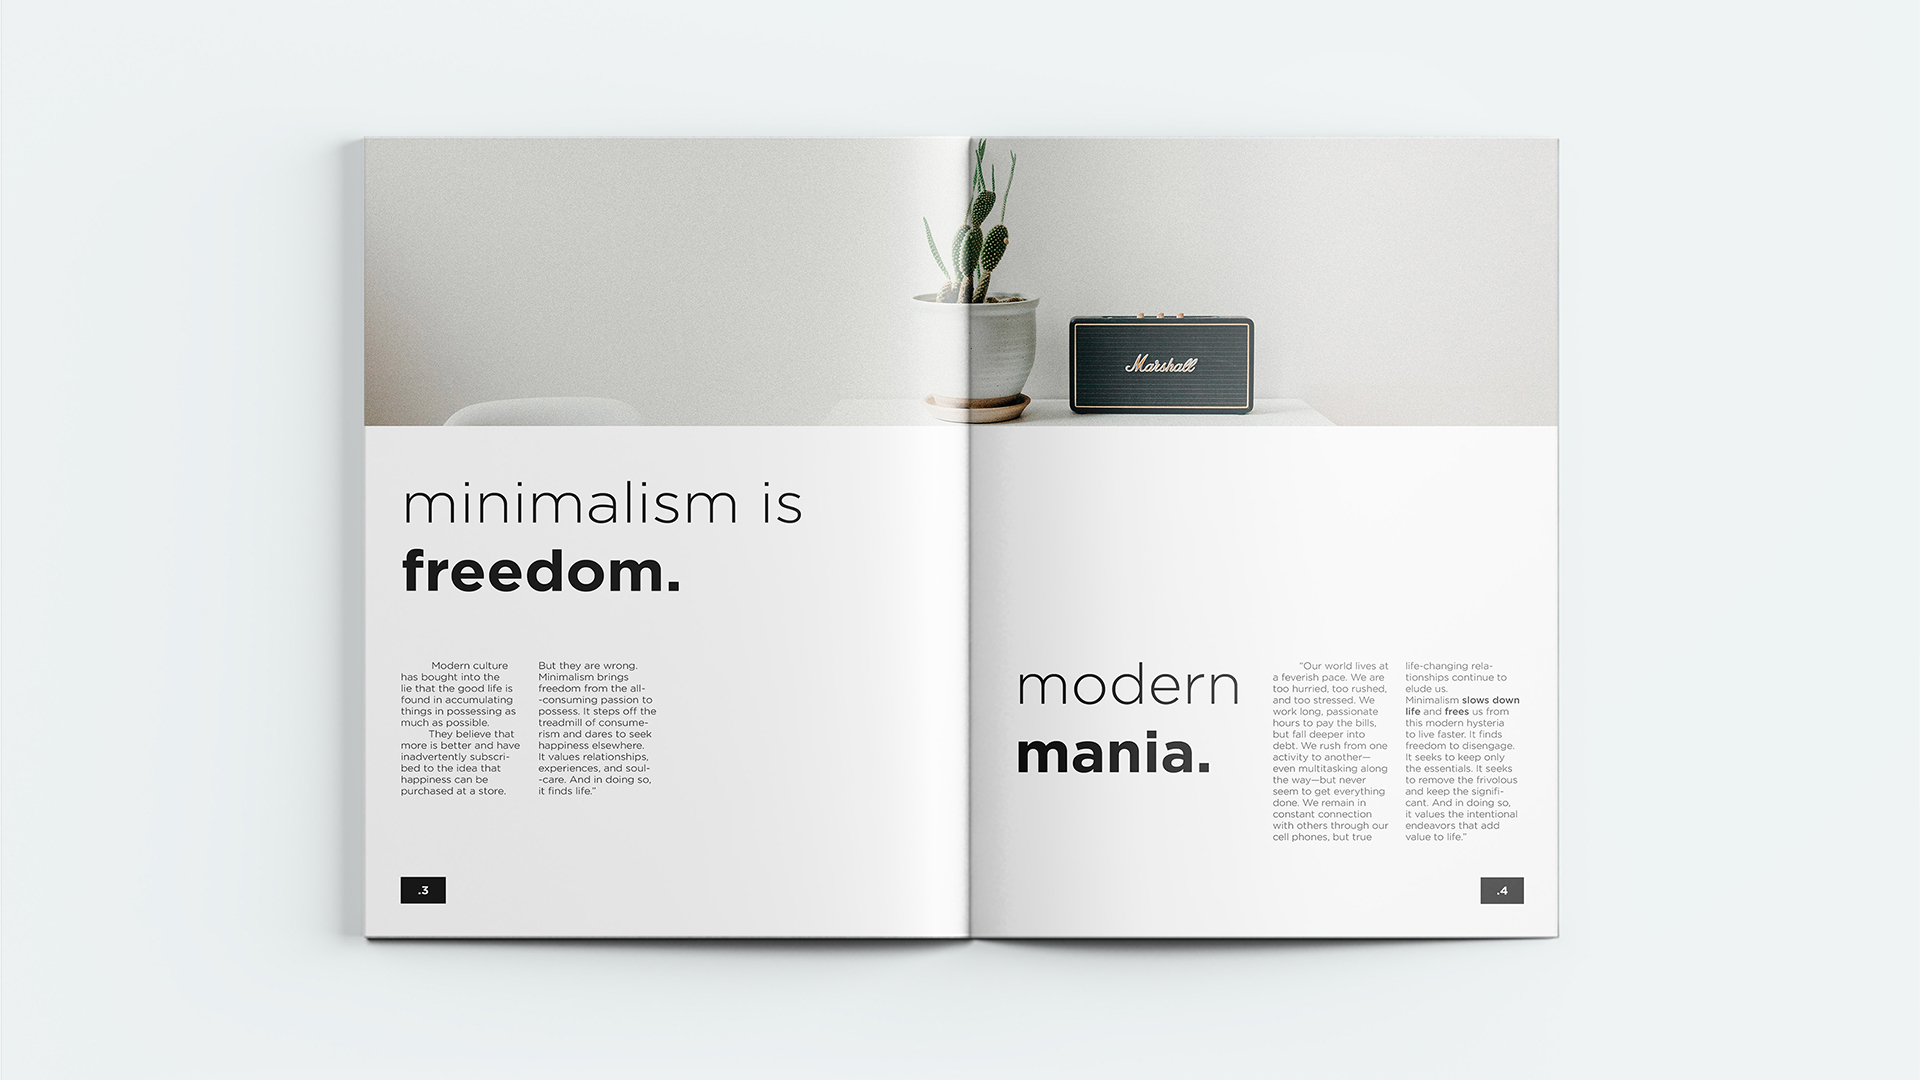 Marshall
minimalism is
freedom.
Modern culture
has bought into the
lie that the good life is
found in accumulating
things in possessing as
much as possible.
They believe that
more is better and have
inadvertently subscri-
bed to the idea that
happiness can be
purchased at a store.
But they are wrong.
Minimalism brings
freedom from the all-
-consuming passion to
possess. It steps off the
treadmill of consume-
rism and dares to seek
happiness elsewhere.
It values relationships,
experiences, and soul-
-care. And in doing so,
it finds life.”
.3
modern
mania.
“Our world lives at
a feverish pace. We are
too hurried, too rushed,
and too stressed. We
work long, passionate
hours to pay the bills,
but fall deeper into
debt. We rush from one
activity to another—
even multitasking along
the way—but never
seem to get everything
done. We remain in
constant connection
with others through our
cell phones, but true
life-changing rela-
tionships continue to
elude us.
Minimalism slows down
life and frees us from
this modern hysteria
to live faster. It finds
freedom to disengage.
It seeks to keep only
the essentials. It seeks
to remove the frivolous
and keep the signifi-
cant. And in doing so,
it values the intentional
endeavors that add
value to life.”
.4